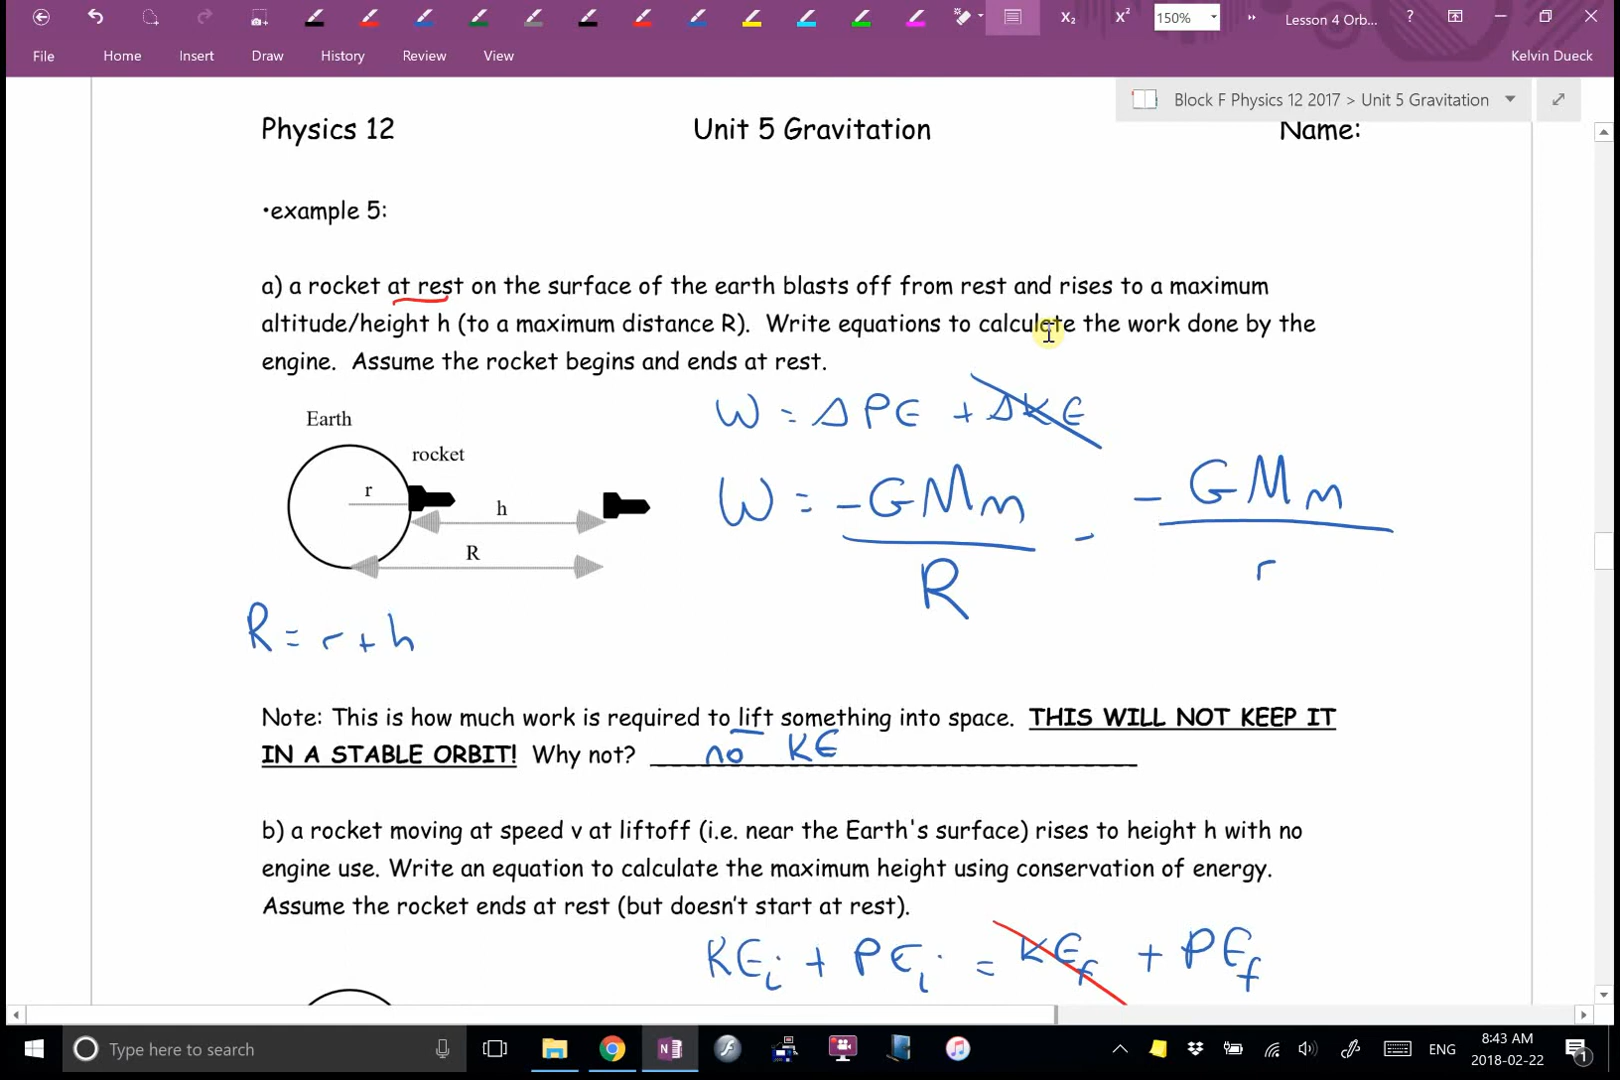 X₂ X² 150% Lesson 4 Orb... ?
File Home Insert Draw History Review View Kelvin Dueck
Block F Physics 12 2017 > Unit 5 Gravitation
Physics 12 Unit 5 Gravitation Name:
•example 5:
a) a rocket at rest on the surface of the earth blasts off from rest and rises to a maximum
altitude/height h (to a maximum distance R). Write equations to calculate the work done by the
engine. Assume the rocket begins and ends at rest.
W = ΔPE + ΔKE
Earth
rocket
r
h
R
W = -GMm / R - - GMm / r
R = r + h
Note: This is how much work is required to lift something into space. THIS WILL NOT KEEP IT
IN A STABLE ORBIT! Why not? no KE
b) a rocket moving at speed v at liftoff (i.e. near the Earth's surface) rises to height h with no
engine use. Write an equation to calculate the maximum height using conservation of energy.
Assume the rocket ends at rest (but doesn't start at rest).
KEi + PEi = KEf + PEf
Type here to search
ENG
8:43 AM
2018-02-22
1